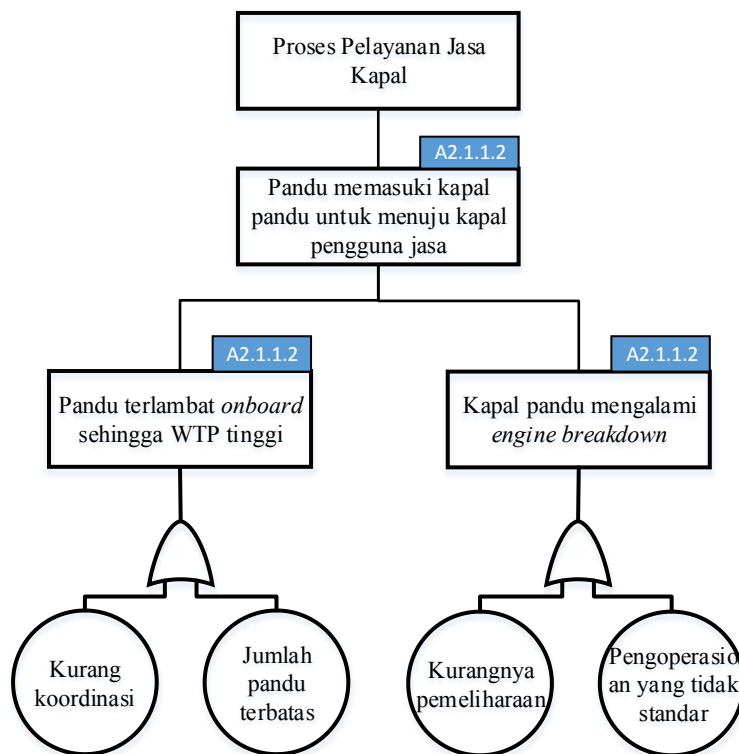 Proses Pelayanan Jasa
Kapal
A2.1.1.2
Pandu memasuki kapal
pandu untuk menuju kapal
pengguna jasa
A2.1.1.2
Pandu terlambat onboard
sehingga WTP tinggi
A2.1.1.2
Kapal pandu mengalami
engine breakdown
Kurang
koordinasi
Jumlah
pandu
terbatas
Kurangnya
pemeliharaan
Pengoperasio
an yang tidak
standar